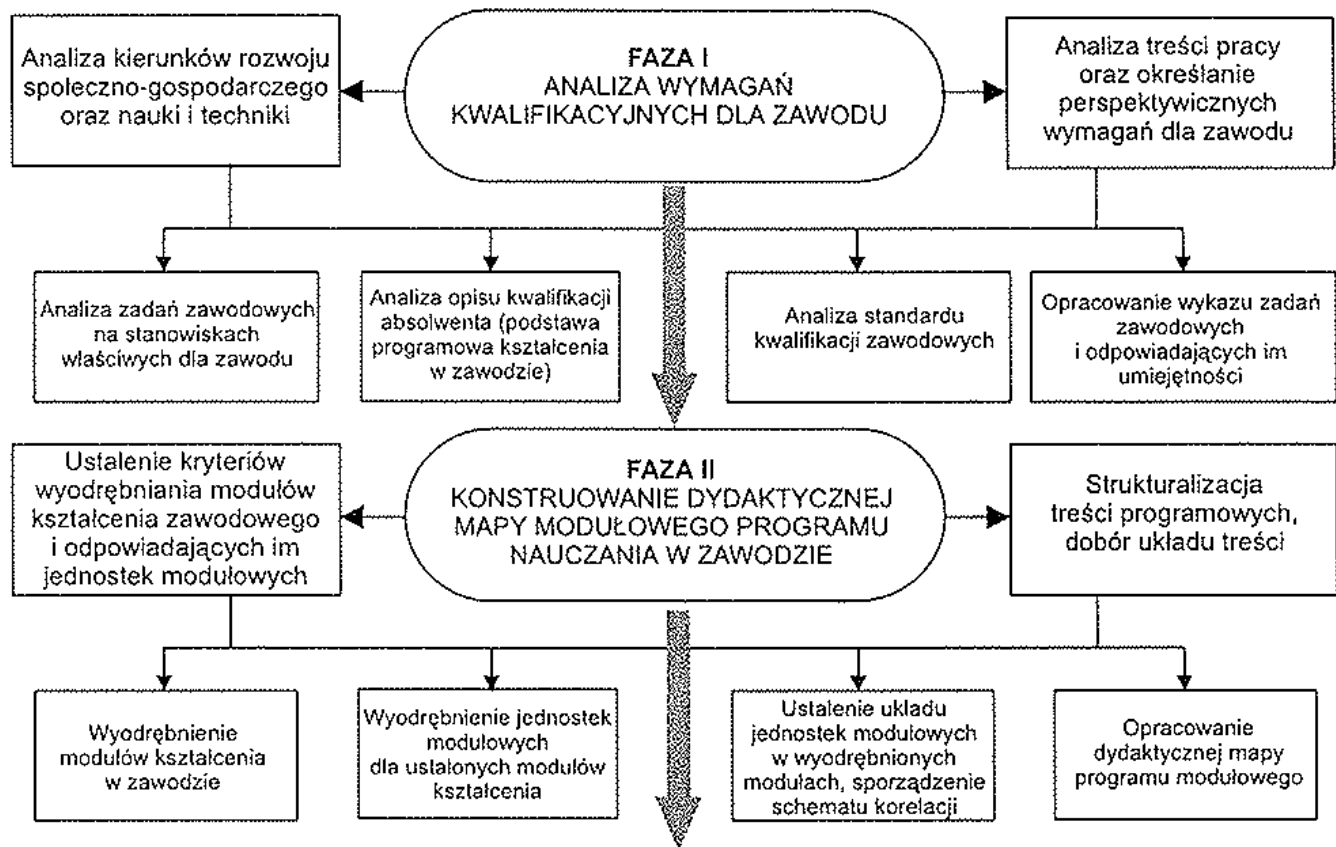 Analiza kierunków rozwoju
społeczno-gospodarczego
oraz nauki i techniki
FAZA I
ANALIZA WYMAGAŃ
KWALIFIKACYJNYCH DLA ZAWODU
Analiza treści pracy
oraz określanie
perspektywicznych
wymagań dla zawodu
Analiza zadań zawodowych
na stanowiskach
właściwych dla zawodu
Analiza opisu kwalifikacji
absolwenta (podstawa
programowa kształcenia
w zawodzie)
Analiza standardu
kwalifikacji zawodowych
Opracowanie wykazu zadań
zawodowych
i odpowiadających im
umiejętności
Ustalenie kryteriów
wyodrębniania modułów
kształcenia zawodowego
i odpowiadających im
jednostek modułowych
FAZA II
KONSTRUOWANIE DYDAKTYCZNEJ
MAPY MODUŁOWEGO PROGRAMU
NAUCZANIA W ZAWODZIE
Strukturalizacja
treści programowych,
dobór układu treści
Wyodrębnienie
modułów kształcenia
w zawodzie
Wyodrębnienie jednostek
modułowych
dla ustalonych modułów
kształcenia
Ustalenie układu
jednostek modułowych
w wyodrębnionych
modułach, sporządzenie
schematu korelacji
Opracowanie
dydaktycznej mapy
programu modułowego